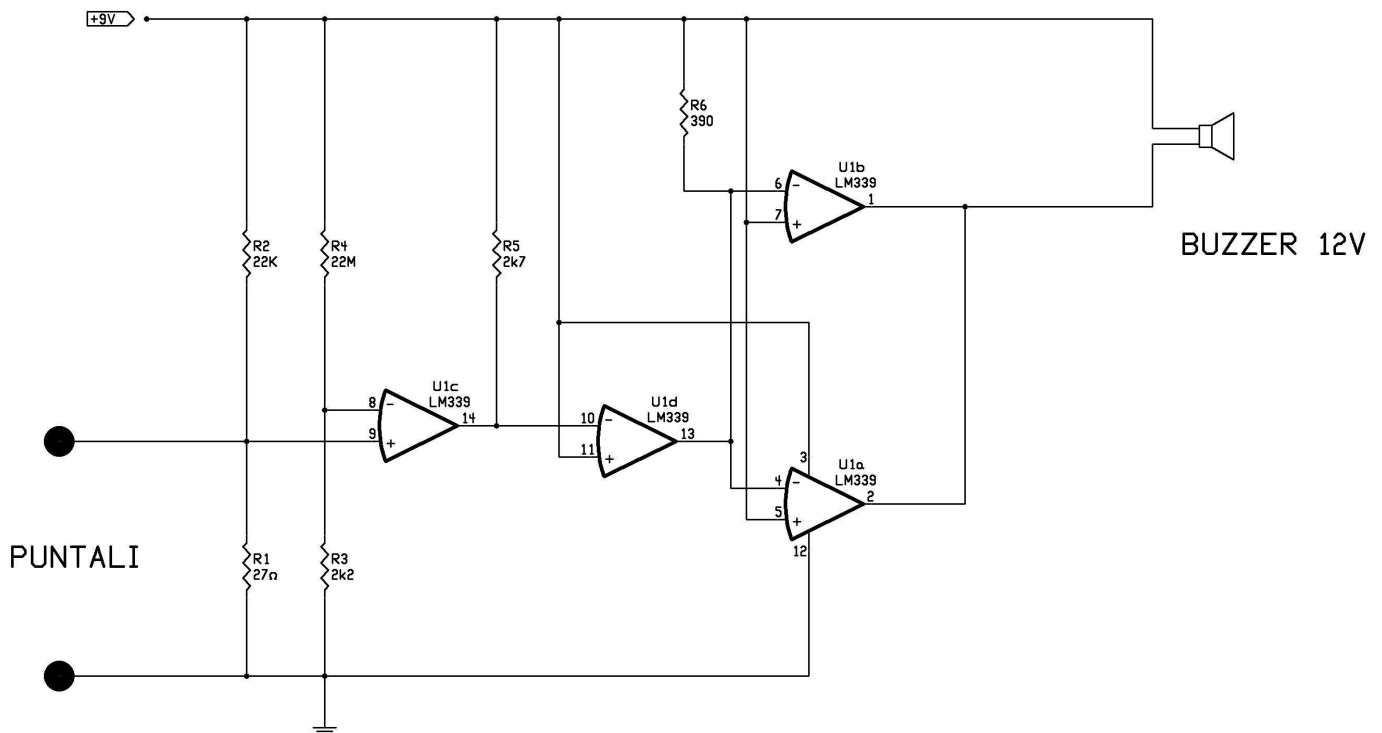 +9V
R6
390
U1b
LM339
6
-
7
+
1
BUZZER 12V
R2
22K
R4
22M
R5
2k7
U1c
LM339
8
-
9
+
14
U1d
LM339
10
-
11
+
13
U1a
LM339
3
4
-
5
+
2
12
PUNTALI
R1
27Ω
R3
2k2